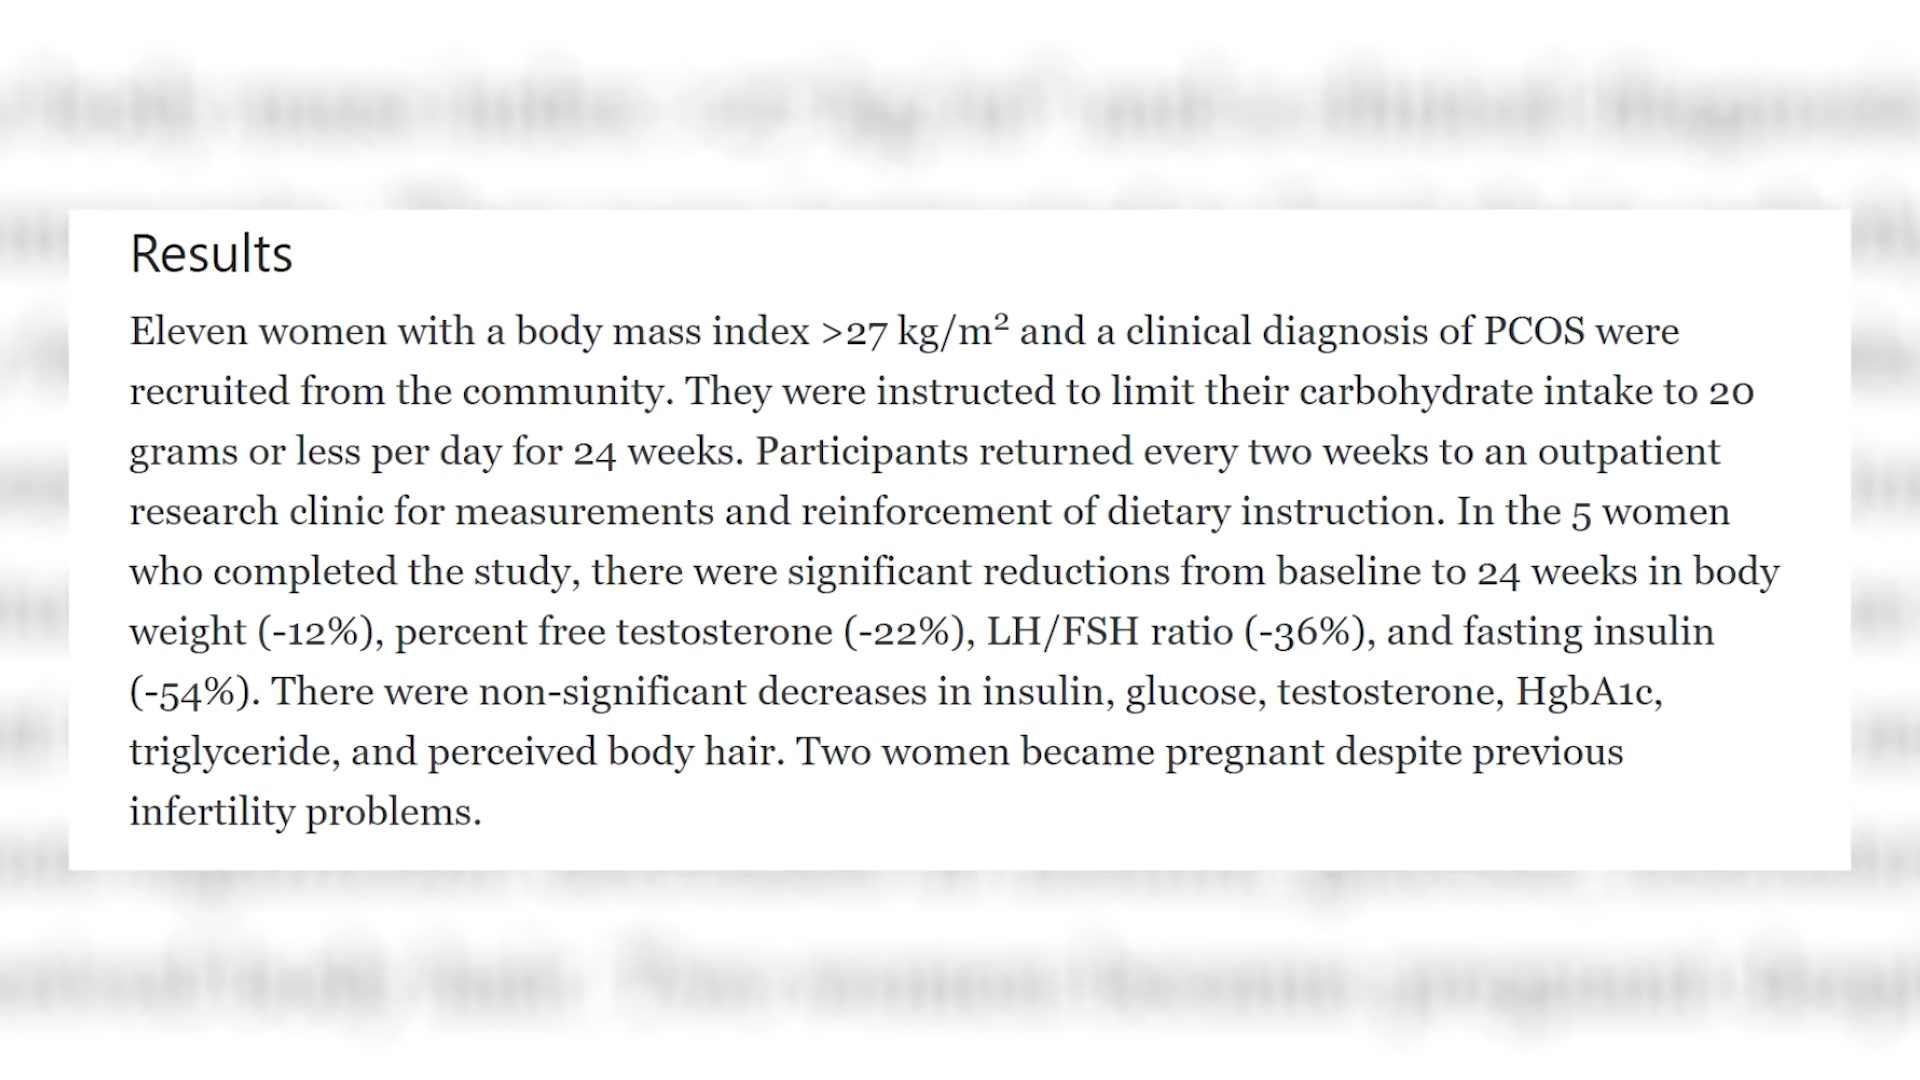 Results
Eleven women with a body mass index >27 kg/m² and a clinical diagnosis of PCOS were
recruited from the community. They were instructed to limit their carbohydrate intake to 20
grams or less per day for 24 weeks. Participants returned every two weeks to an outpatient
research clinic for measurements and reinforcement of dietary instruction. In the 5 women
who completed the study, there were significant reductions from baseline to 24 weeks in body
weight (-12%), percent free testosterone (-22%), LH/FSH ratio (-36%), and fasting insulin
(-54%). There were non-significant decreases in insulin, glucose, testosterone, HgbA1c,
triglyceride, and perceived body hair. Two women became pregnant despite previous
infertility problems.